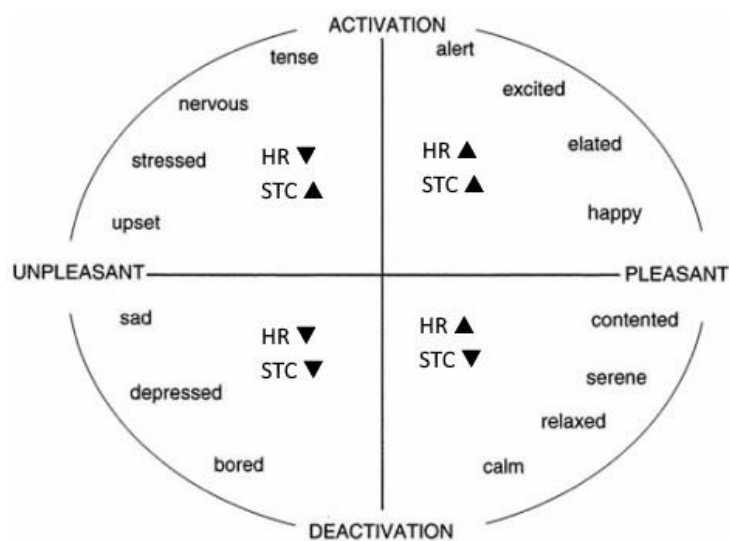 ACTIVATION
tense
alert
nervous
excited
stressed
HR ▼
HR ▲
elated
STC ▲
STC ▲
upset
happy
UNPLEASANT
PLEASANT
sad
HR ▼
HR ▲
contented
STC ▼
STC ▼
depressed
serene
relaxed
bored
calm
DEACTIVATION